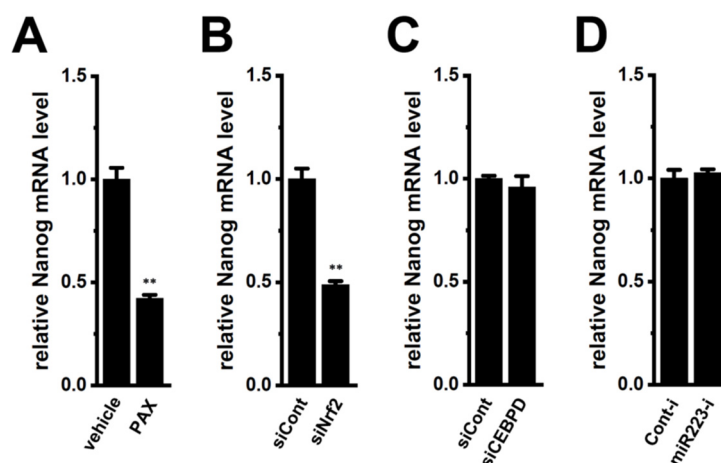 A
relative Nanog mRNA level
1.5
1.0
0.5
0.0
**
vehicle
PAX
B
relative Nanog mRNA level
1.5
1.0
0.5
0.0
**
siCont
siNrf2
C
relative Nanog mRNA level
1.5
1.0
0.5
0.0
siCont
siCEBPD
D
relative Nanog mRNA level
1.5
1.0
0.5
0.0
Cont-i
miR223-i